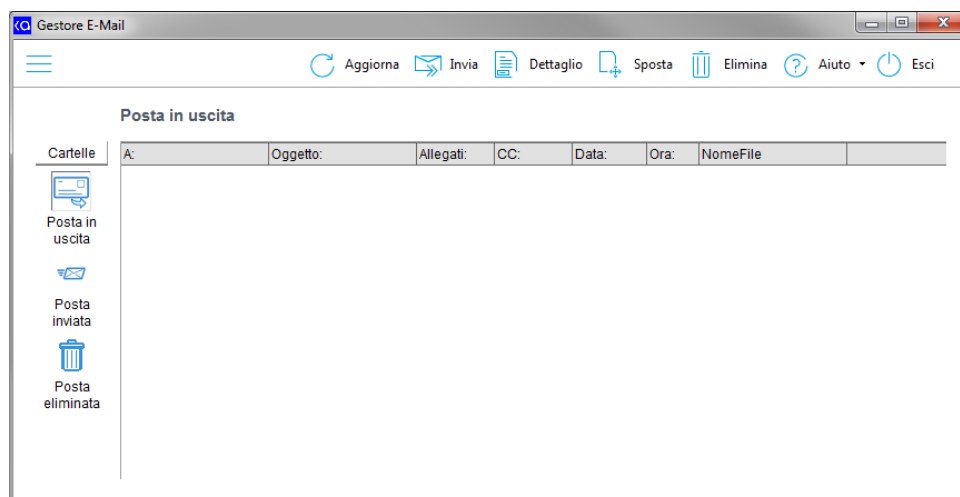 Gestore E-Mail
Aggiorna Invia Dettaglio Sposta Elimina Aiuto Esci
Posta in uscita
Cartelle A: Oggetto: Allegati: CC: Data: Ora: NomeFile
Posta in
uscita
Posta
inviata
Posta
eliminata